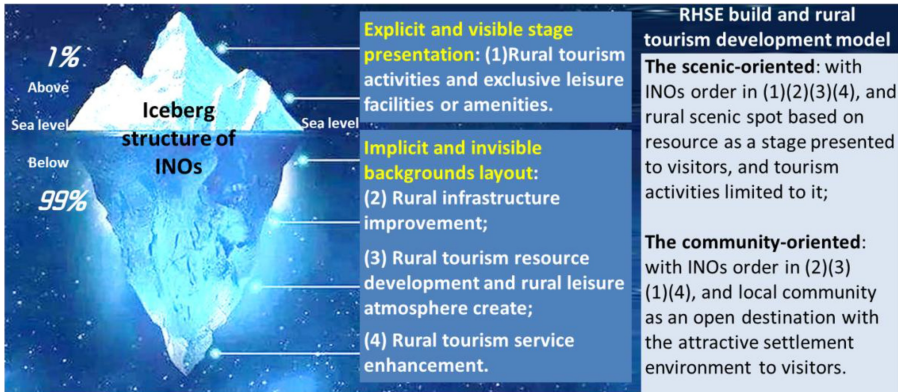 1%
Above
Sea level
Iceberg
structure of
INOs
Sea level
Below
99%
Explicit and visible stage
presentation: (1)Rural tourism
activities and exclusive leisure
facilities or amenities.
Implicit and invisible
backgrounds layout:
(2) Rural infrastructure
improvement;
(3) Rural tourism resource
development and rural leisure
atmosphere create;
(4) Rural tourism service
enhancement.
RHSE build and rural
tourism development model
The scenic-oriented: with
INOs order in (1)(2)(3)(4), and
rural scenic spot based on
resource as a stage presented
to visitors, and tourism
activities limited to it;
The community-oriented:
with INOs order in (2)(3)
(1)(4), and local community
as an open destination with
the attractive settlement
environment to visitors.